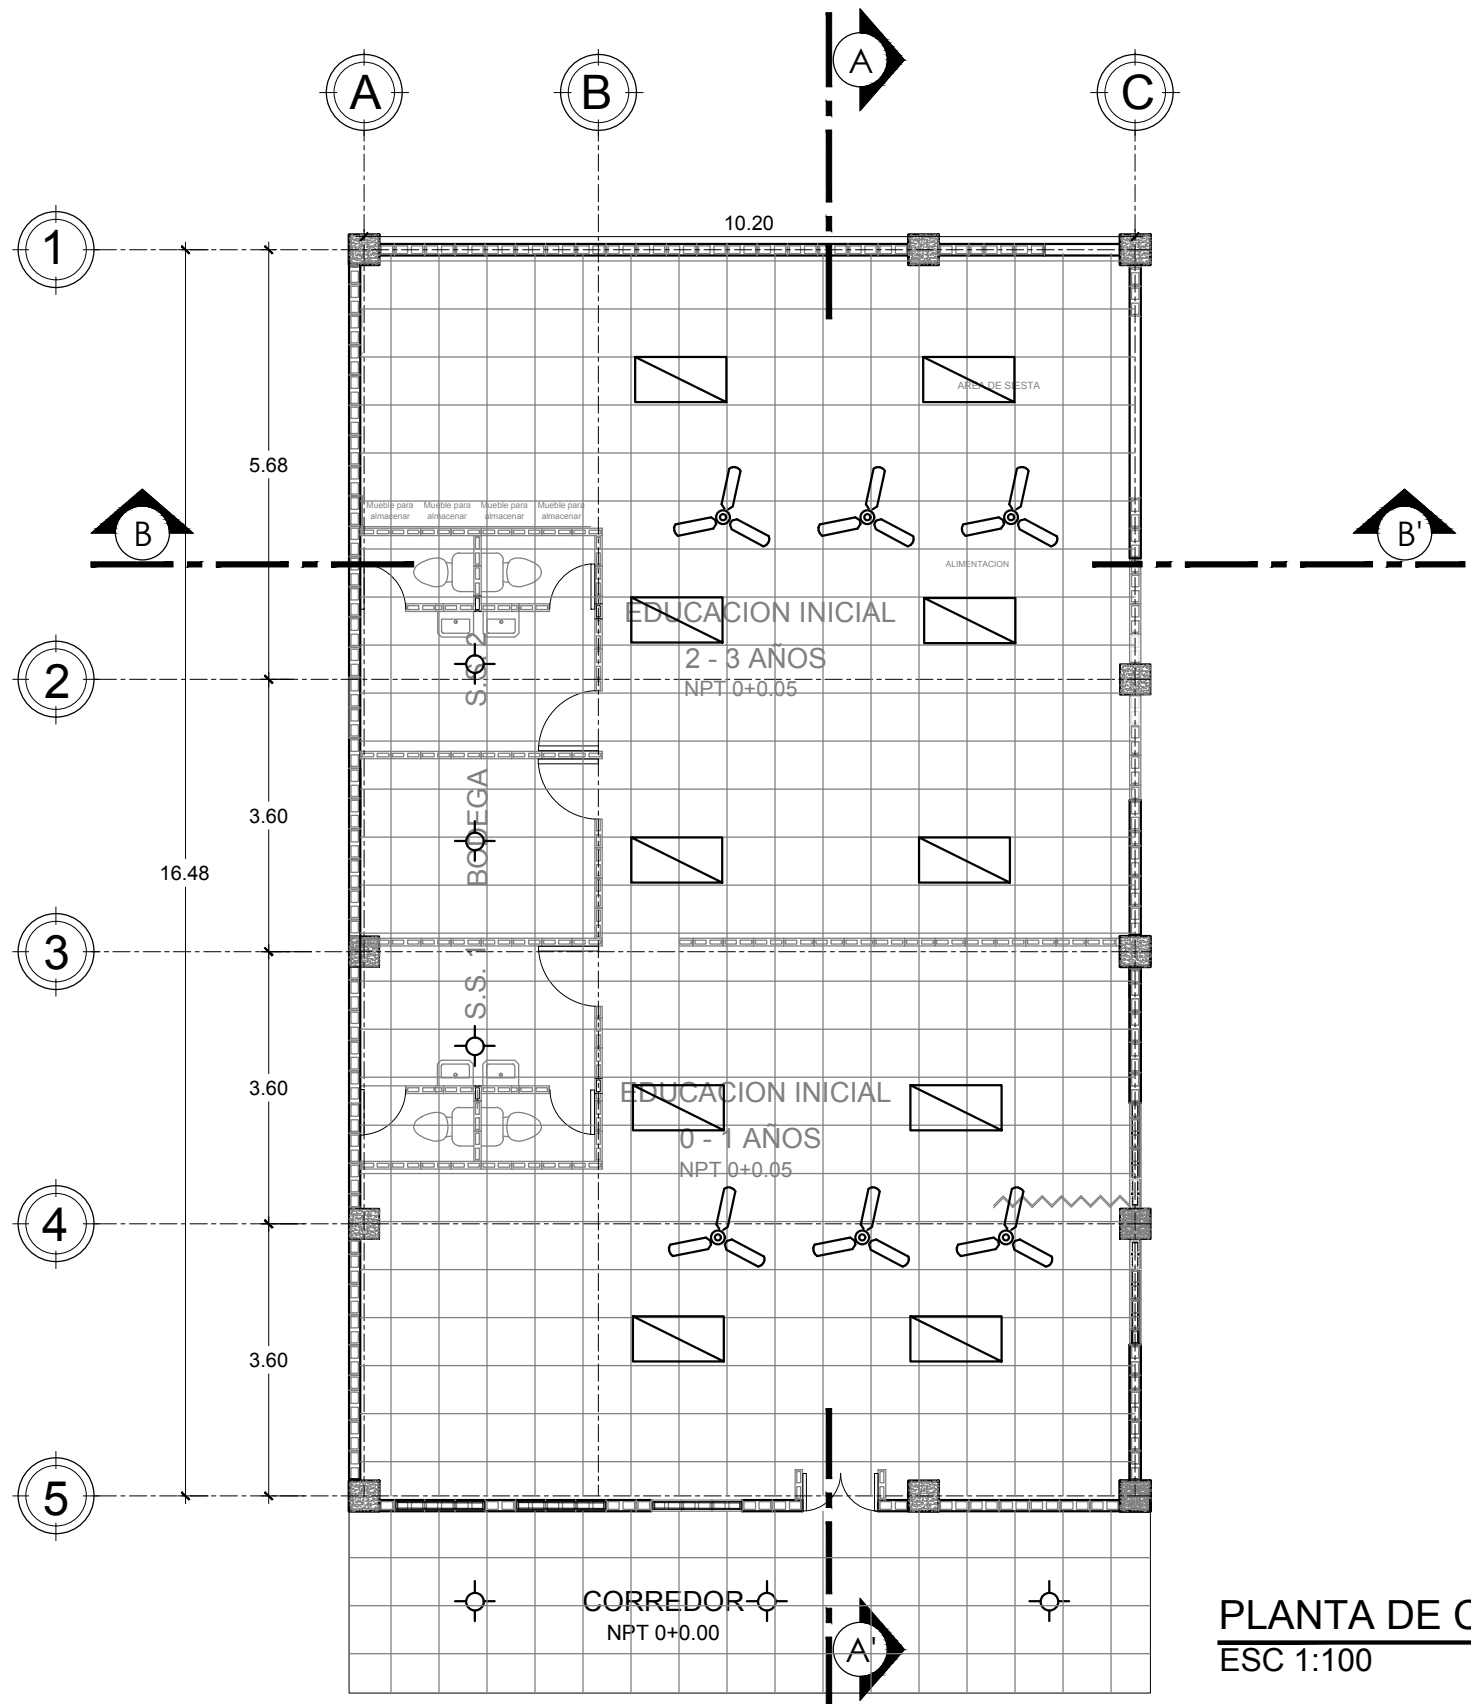 A
A
B
C
1
10.20
AREA DE SIESTA
5.68
Mueble para
almacenar
Mueble para
almacenar
Mueble para
almacenar
Mueble para
almacenar
B
B'
ALIMENTACION
EDUCACION INICIAL
2 - 3 AÑOS
NPT 0+0.05
S.S. 2
2
BODEGA
3.60
16.48
3
S.S. 1
3.60
EDUCACION INICIAL
0 - 1 AÑOS
NPT 0+0.05
4
3.60
5
CORREDOR
NPT 0+0.00
A'
PLANTA DE
ESC 1:100